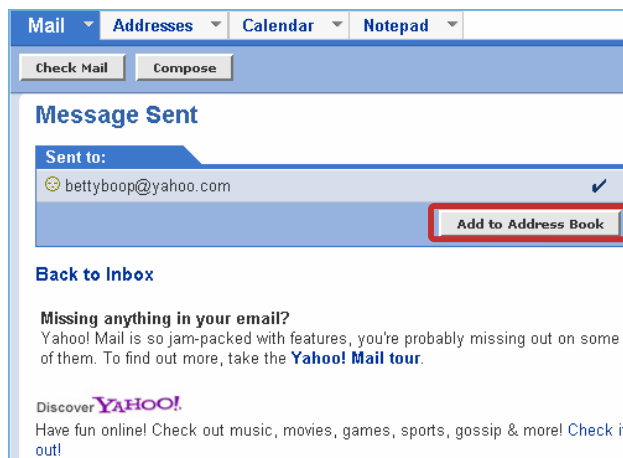 Mail Addresses Calendar Notepad
Check Mail Compose
Message Sent
Sent to:
bettyboop@yahoo.com
Add to Address Book
Back to Inbox
Missing anything in your email?
Yahoo! Mail is so jam-packed with features, you're probably missing out on some
of them. To find out more, take the Yahoo! Mail tour.
Discover YAHOO!
Have fun online! Check out music, movies, games, sports, gossip & more! Check it
out!